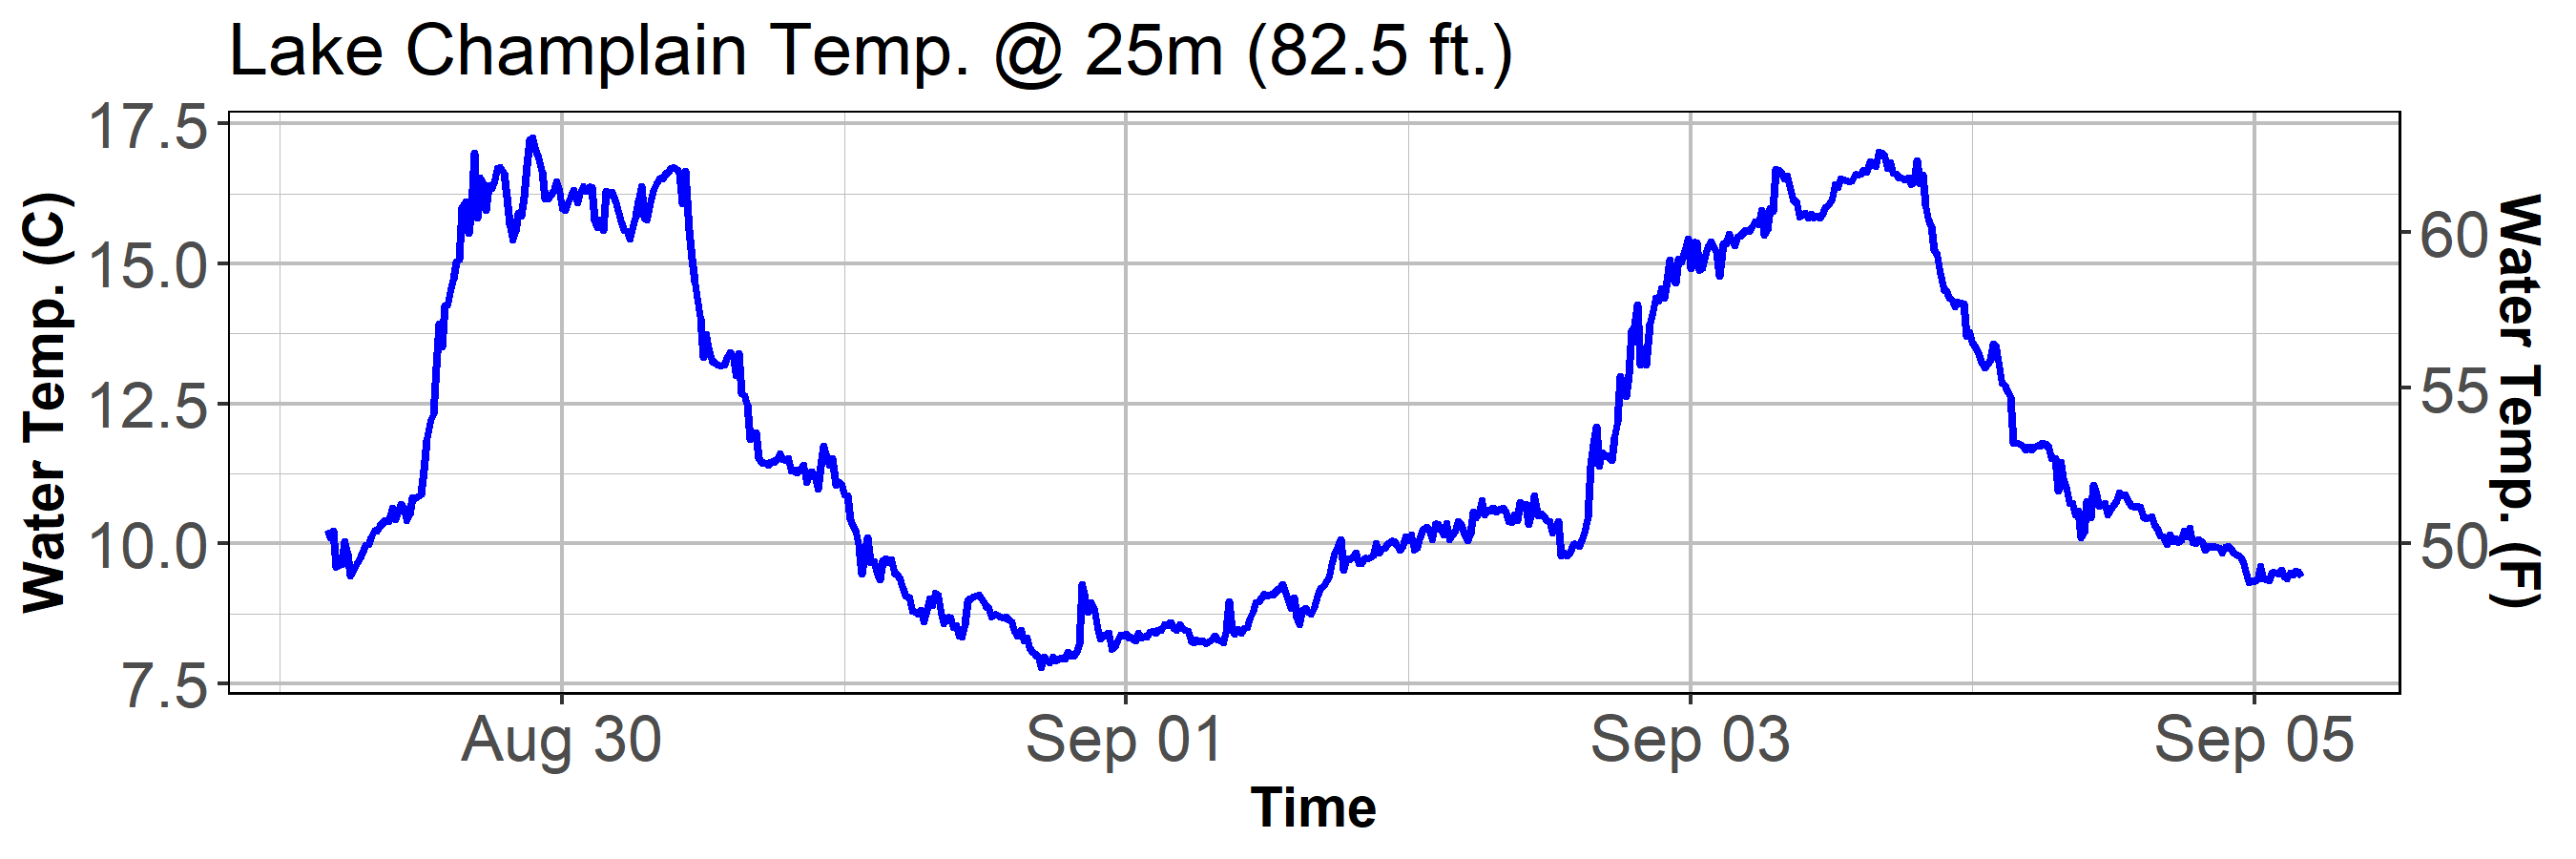 Lake Champlain Temp. @ 25m (82.5 ft.)
Water Temp. (C)
17.5
15.0
12.5
10.0
7.5
60
55
50
Water Temp. (F)
Aug 30
Sep 01
Sep 03
Sep 05
Time